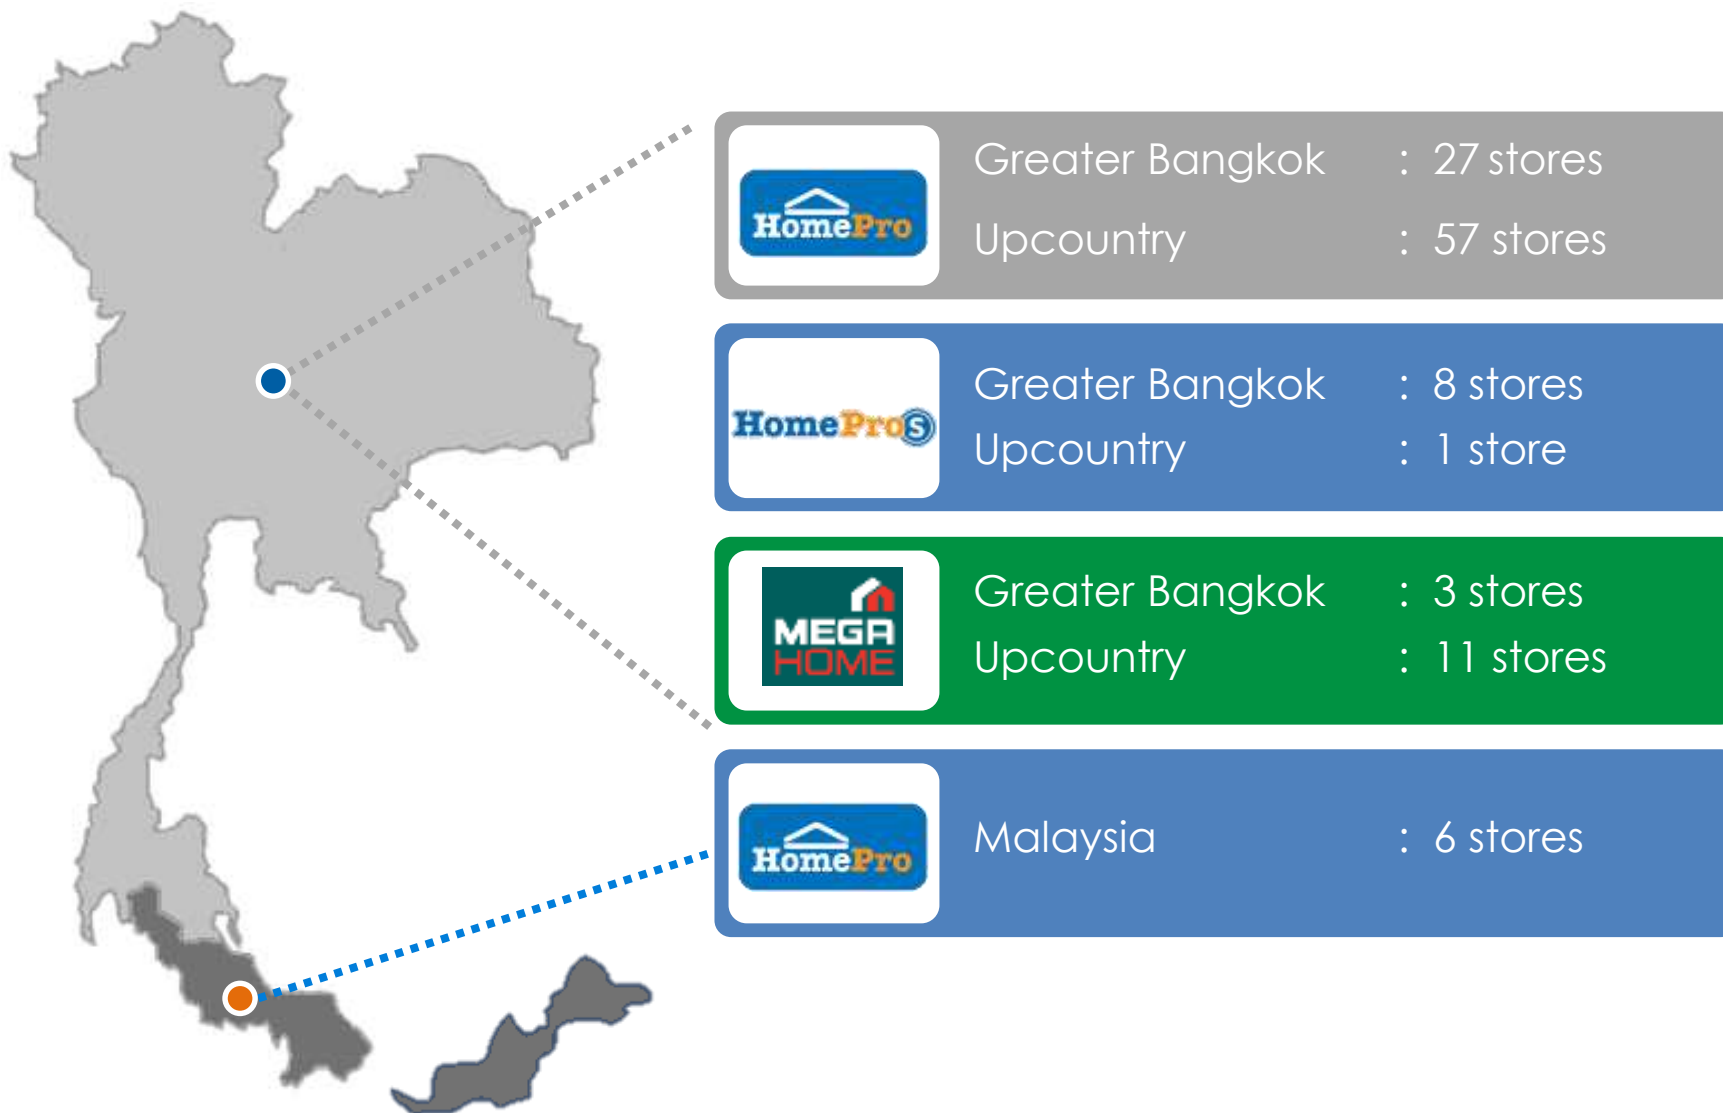 HomePro
Greater Bangkok : 27 stores
Upcountry : 57 stores
HomePro S
Greater Bangkok : 8 stores
Upcountry : 1 store
MEGA
HOME
Greater Bangkok : 3 stores
Upcountry : 11 stores
HomePro
Malaysia : 6 stores